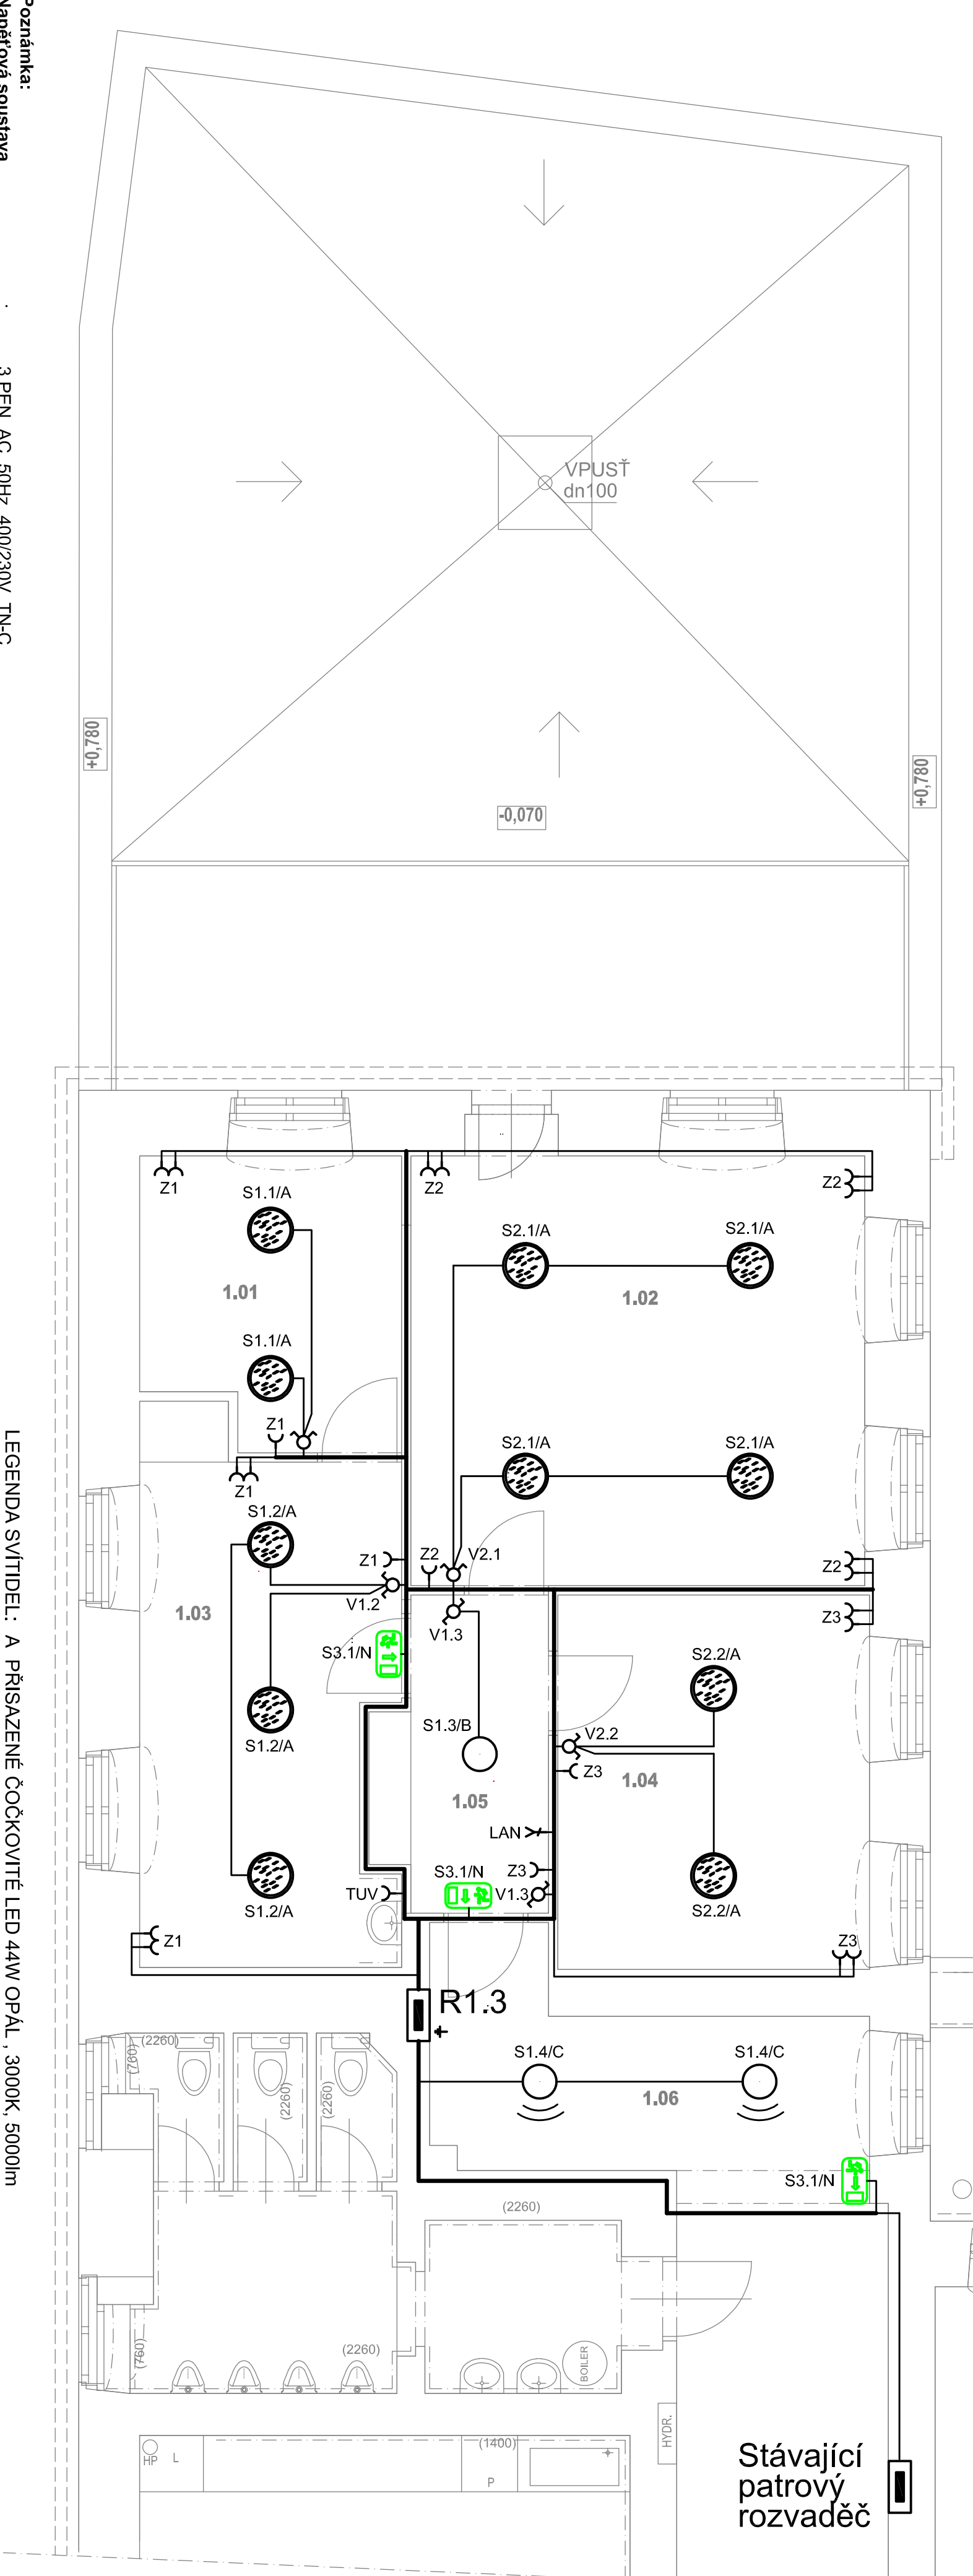 Poznámka:
Napěťová soustava
.
3 PEN AC 50Hz 400/230V TN-C
VPUSŤ
dn100
+0,780
+0,780
-0,070
Z1
Z2
Z2
S1.1/A
S2.1/A
S2.1/A
1.01
1.02
S1.1/A
Z1
S2.1/A
S2.1/A
Z1
S1.2/A
Z1
Z2
V2.1
Z2
V1.2
1.03
V1.3
Z3
S3.1/N
S2.2/A
S1.3/B
V2.2
S1.2/A
Z3
1.04
1.05
LAN
Z3
S3.1/N
V1.3
TUV
S1.2/A
S2.2/A
Z1
Z3
R1.3
+
S1.4/C
S1.4/C
1.06
(2260)
(760)
(2260)
(2260)
S3.1/N
(2260)
(760)
(2260)
BOILER
HYDR.
HP
L
(1400)
P
Stávající
patrový
rozvaděč
LEGENDA SVÍTIDEL: A PŘISAZENÉ ČOČKOVITÉ LED 44W OPÁL , 3000K, 5000lm